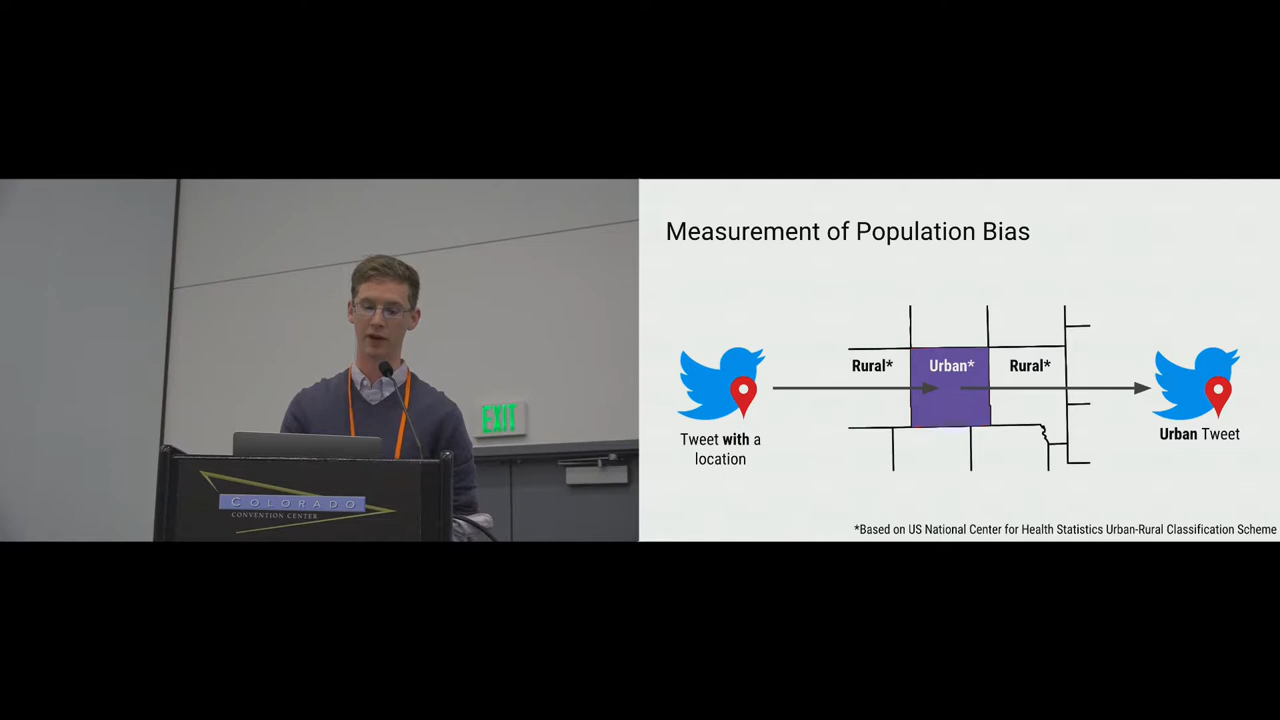 EXIT
COLORADO
CONVENTION CENTER
Measurement of Population Bias
Rural*
Urban*
Rural*
Tweet with a
location
Urban Tweet
*Based on US National Center for Health Statistics Urban-Rural Classification Scheme